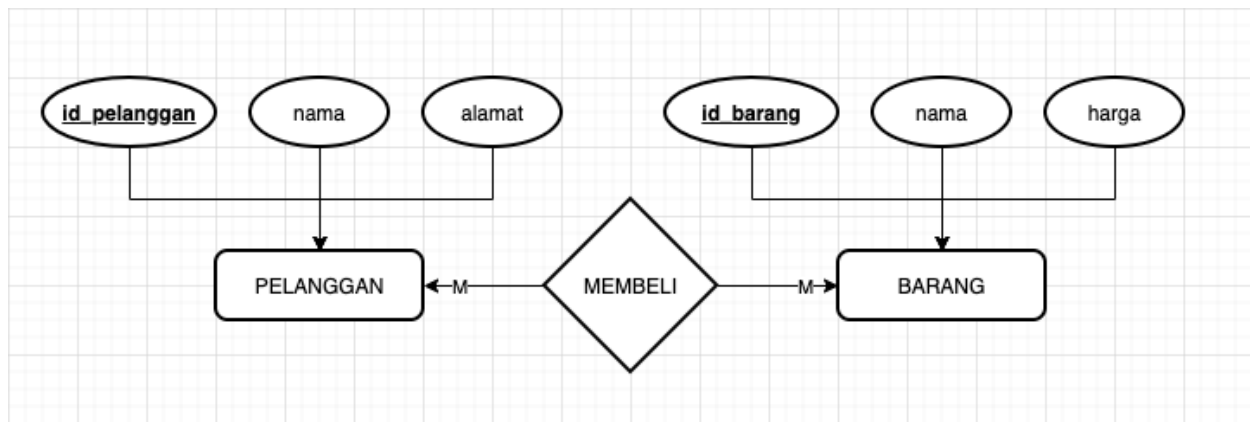 id_pelanggan
nama
alamat
id_barang
nama
harga
PELANGGAN
M
MEMBELI
M
BARANG